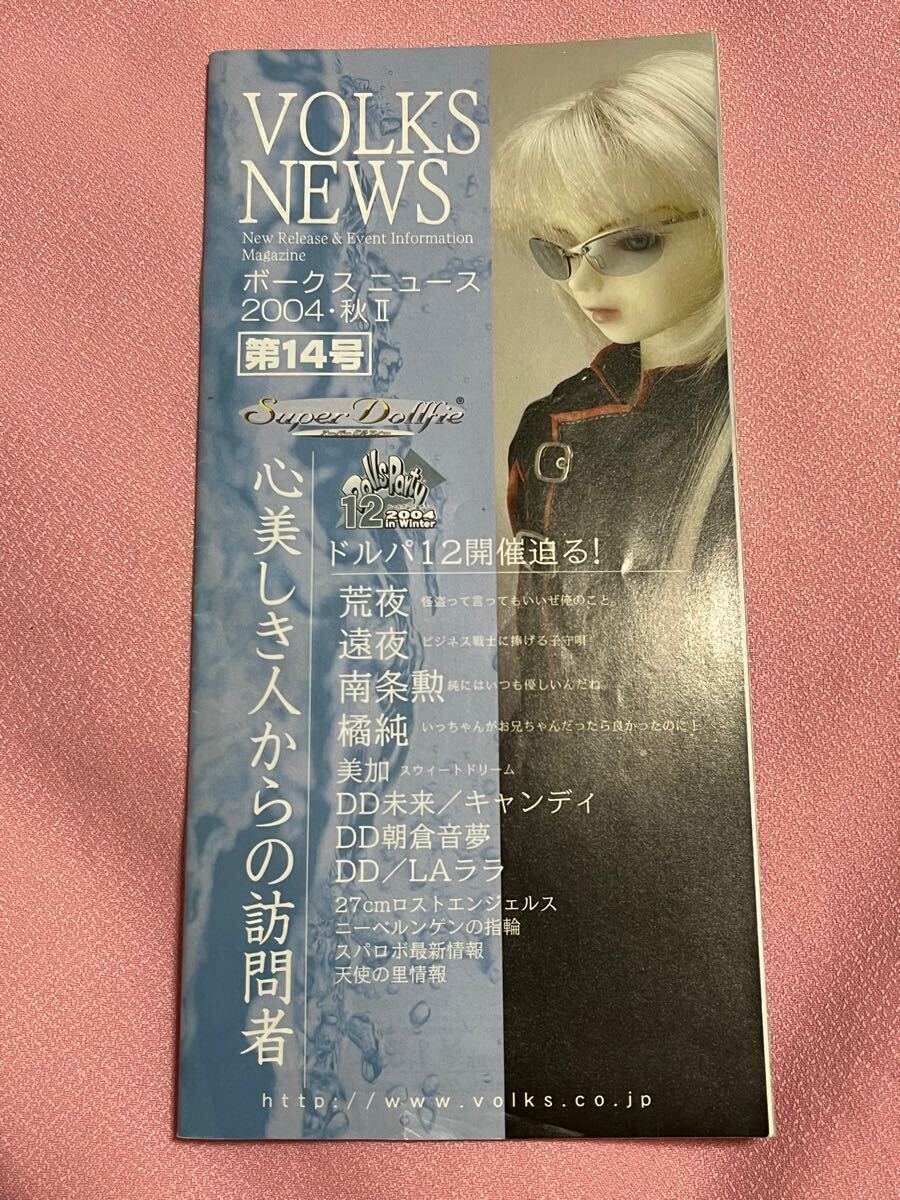 VOLKS
NEWS
New Release & Event Information
Magazine
ボークス ニュース
2004・秋Ⅱ
第14号
Super Dollfie®
スーパードルフィー
心美しき人からの訪問者
Dolls Party
12
2004
in Winter
ドルパ12開催迫る!
荒夜 怪盗って言ってもいいぜ俺のこと。
遠夜 ビジネス戦士に捧げる子守唄
南条勲 純にはいつも優しいんだね。
橘純 いっちゃんがお兄ちゃんだったら良かったのに!
美加 スウィートドリーム
DD未来/キャンディ
DD朝倉音夢
DD/LAララ
27cmロストエンジェルス
ニーベルンゲンの指輪
スパロボ最新情報
天使の里情報
http://www.volks.co.jp